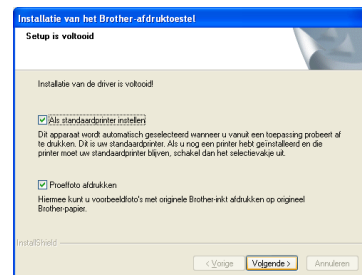 Installatie van het Brother-afdruktoestel
Setup is voltooid
Installatie van de driver is voltooid!
Als standaardprinter instellen
Dit apparaat wordt automatisch geselecteerd wanneer u vanuit een toepassing probeert af
te drukken. Dit is uw standaardprinter. Als u nog een printer hebt geïnstalleerd en die
printer moet uw standaardprinter blijven, schakel dan het selectievakje uit.
Proeffoto afdrukken
Hiermee kunt u voorbeeldfoto's met originele Brother-inkt afdrukken op origineel
Brother-papier.
InstallShield
< Vorige
Volgende >
Annuleren